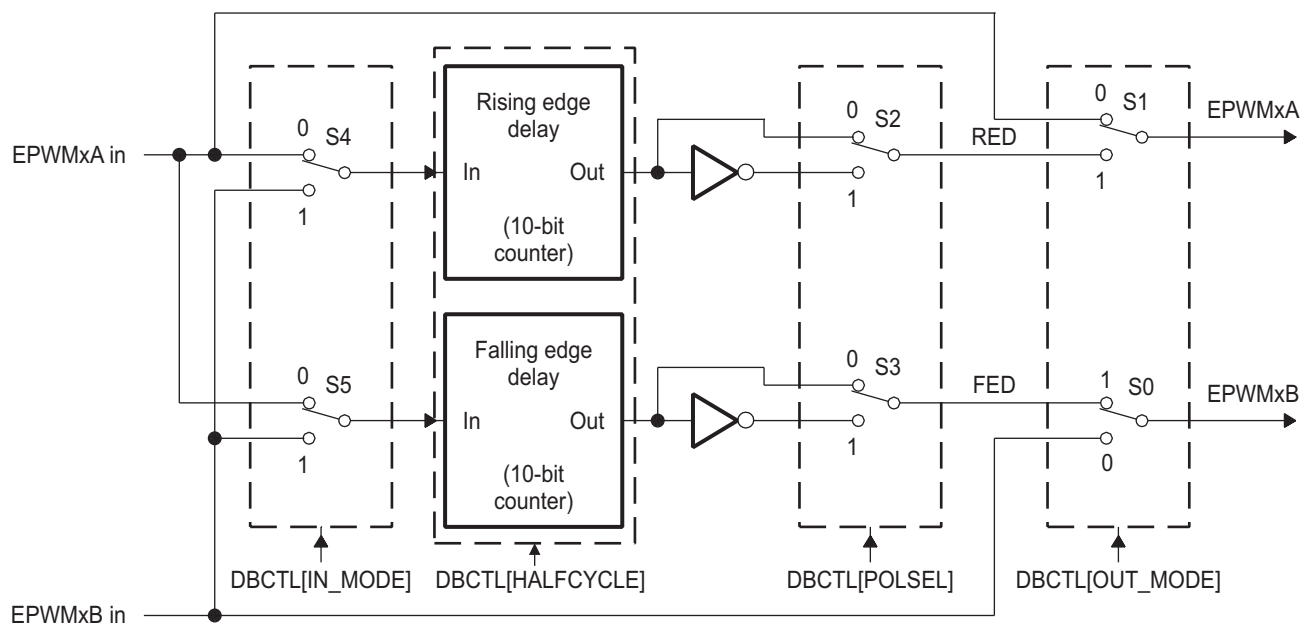 EPWMxA in
0
S4
1
Rising edge
delay
In
Out
(10-bit
counter)
0
S2
1
RED
0
S1
1
EPWMxA
0
S5
1
Falling edge
delay
In
Out
(10-bit
counter)
0
S3
1
FED
1
S0
0
EPWMxB
DBCTL[IN_MODE]
DBCTL[HALFCYCLE]
DBCTL[POLSEL]
DBCTL[OUT_MODE]
EPWMxB in